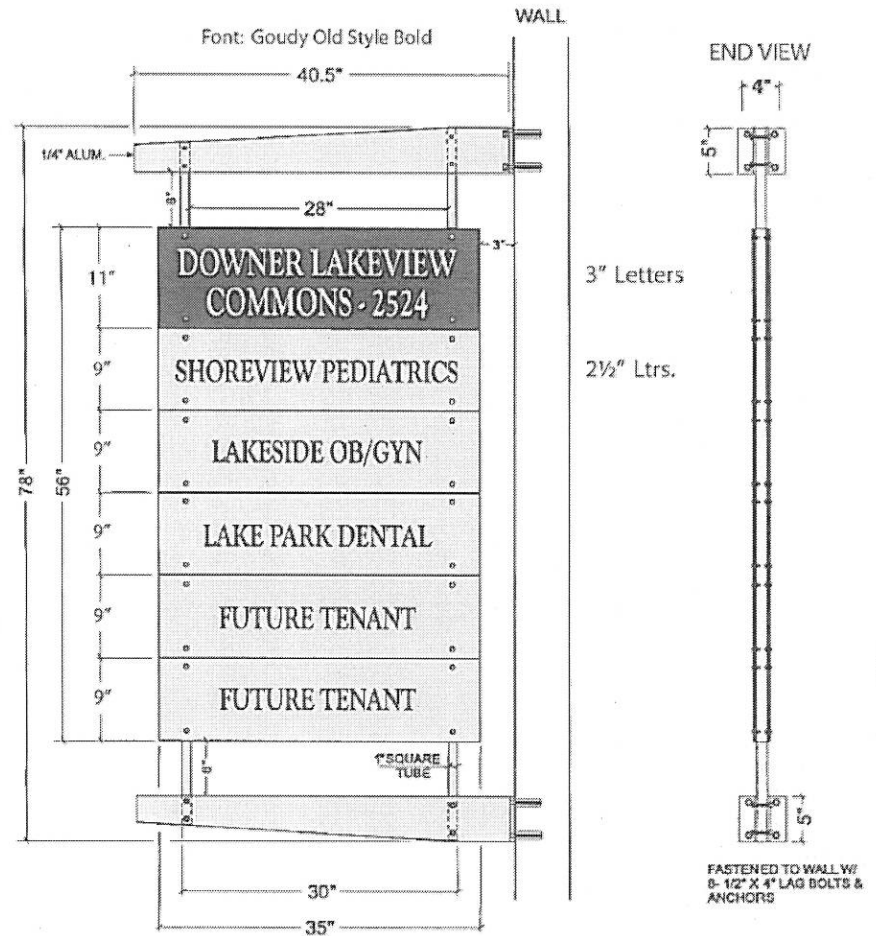 WALL
Font: Goudy Old Style Bold
END VIEW
40.5"
4"
1/4" ALUM.
5"
6"
28"
3"
11"
DOWNER LAKEVIEW
COMMONS - 2524
3" Letters
9"
SHOREVIEW PEDIATRICS
2½" Ltrs.
9"
LAKESIDE OB/GYN
78"
56"
9"
LAKE PARK DENTAL
9"
FUTURE TENANT
9"
FUTURE TENANT
6"
1" SQUARE
TUBE
5"
30"
35"
FASTENED TO WALL W/
8- 1/2" X 4" LAG BOLTS &
ANCHORS